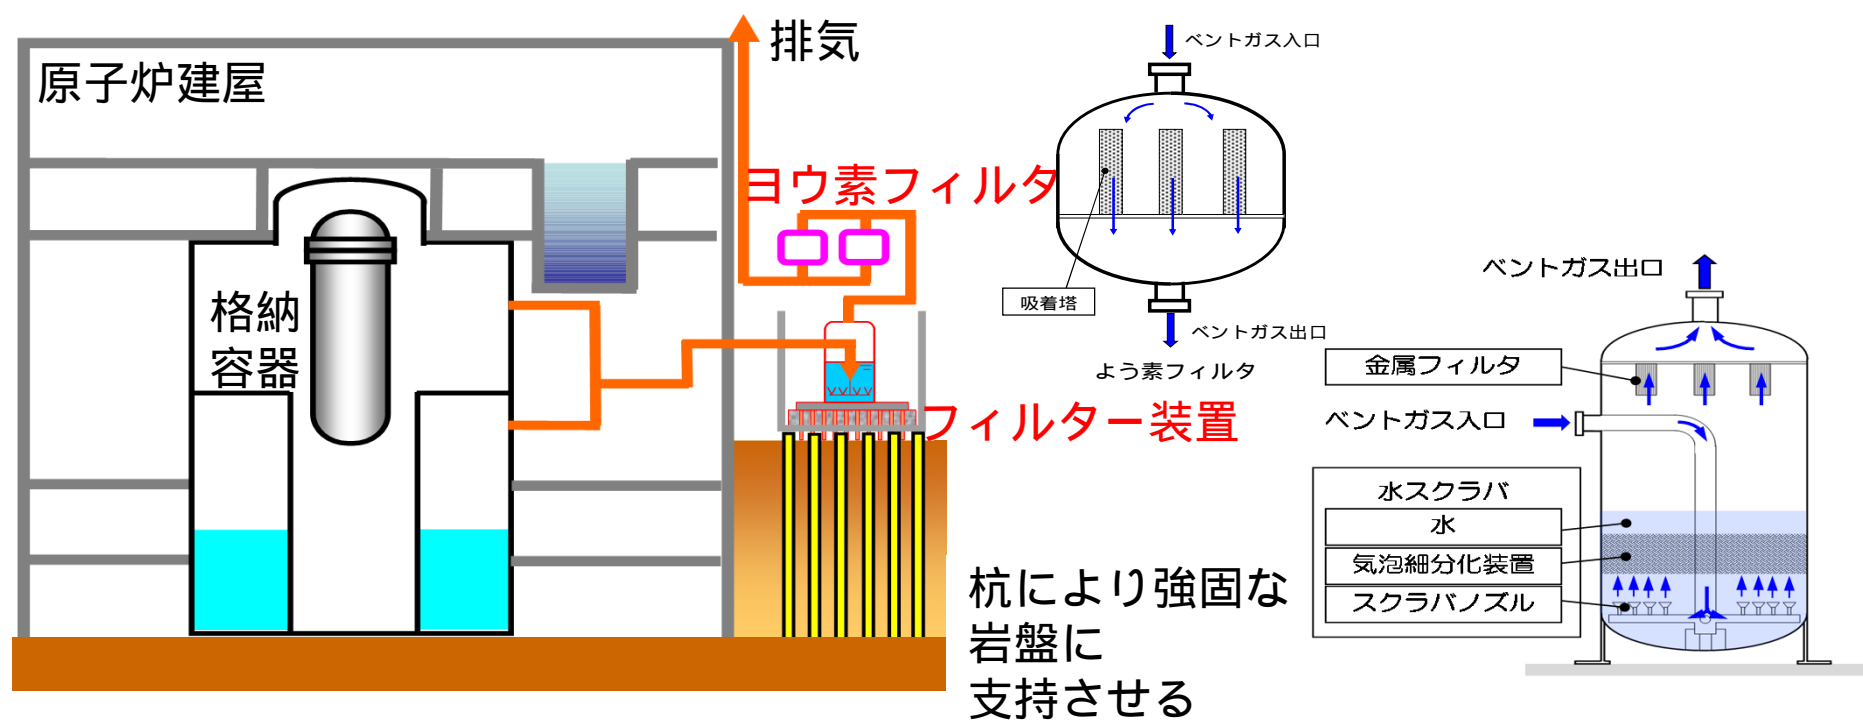 原子炉建屋
排気
ヨウ素フィルタ
格納
容器
フィルター装置
杭により強固な
岩盤に
支持させる
ベントガス入口
吸着塔
ベントガス出口
よう素フィルタ
ベントガス出口
金属フィルタ
ベントガス入口
水スクラバ
水
気泡細分化装置
スクラバノズル